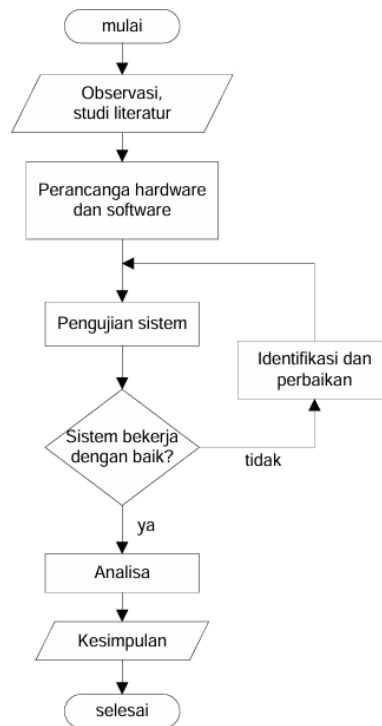 mulai
Observasi,
studi literatur
Perancanga hardware
dan software
Pengujian sistem
Identifikasi dan
perbaikan
Sistem bekerja
dengan baik?
tidak
ya
Analisa
Kesimpulan
selesai